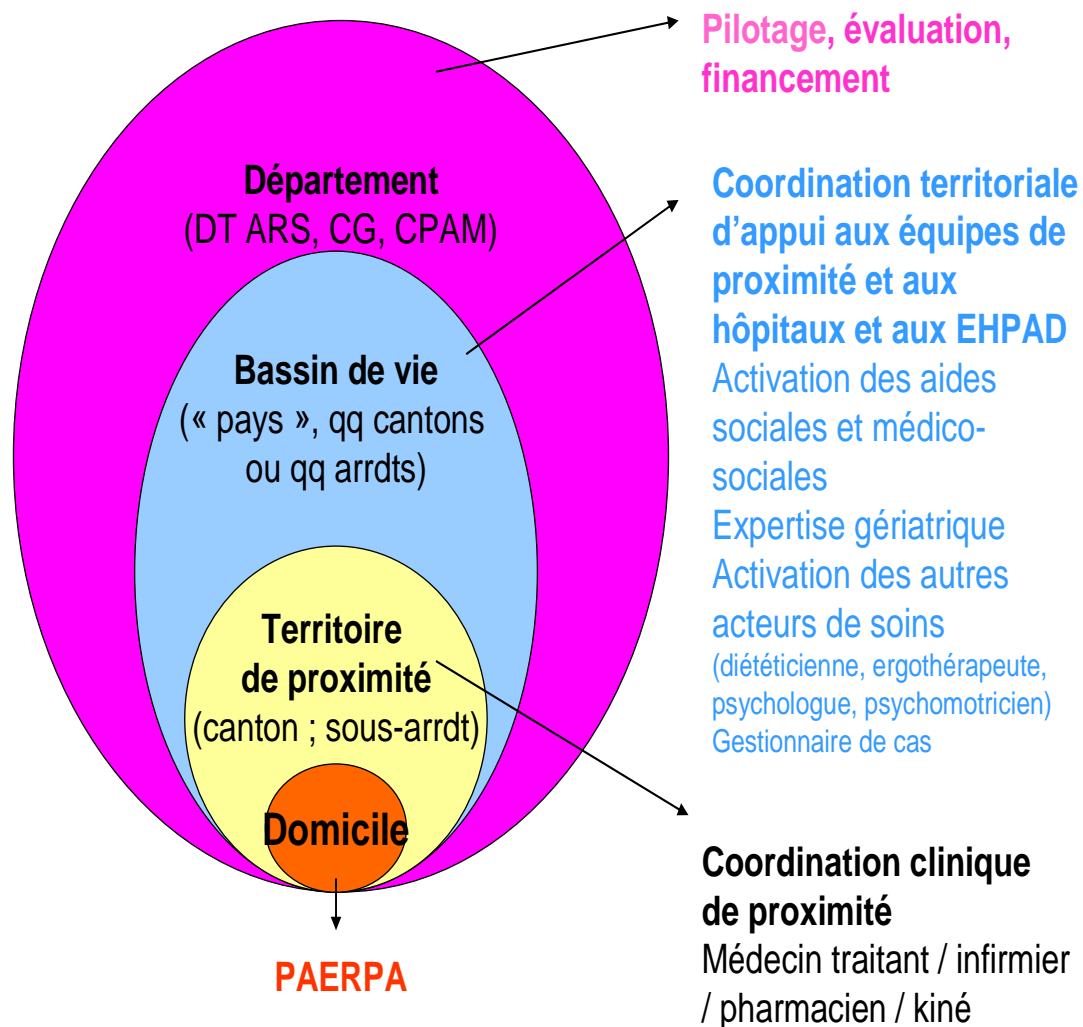 Pilotage, évaluation,
financement
Département
(DT ARS, CG, CPAM)
Coordination territoriale
d’appui aux équipes de
proximité et aux
hôpitaux et aux EHPAD
Activation des aides
sociales et médico-
sociales
Expertise gériatrique
Activation des autres
acteurs de soins
(diététicienne, ergothérapeute,
psychologue, psychomotricien)
Gestionnaire de cas
Bassin de vie
(« pays », qq cantons
ou qq arrdts)
Territoire
de proximité
(canton ; sous-arrdt)
Domicile
PAERPA
Coordination clinique
de proximité
Médecin traitant / infirmier
/ pharmacien / kiné